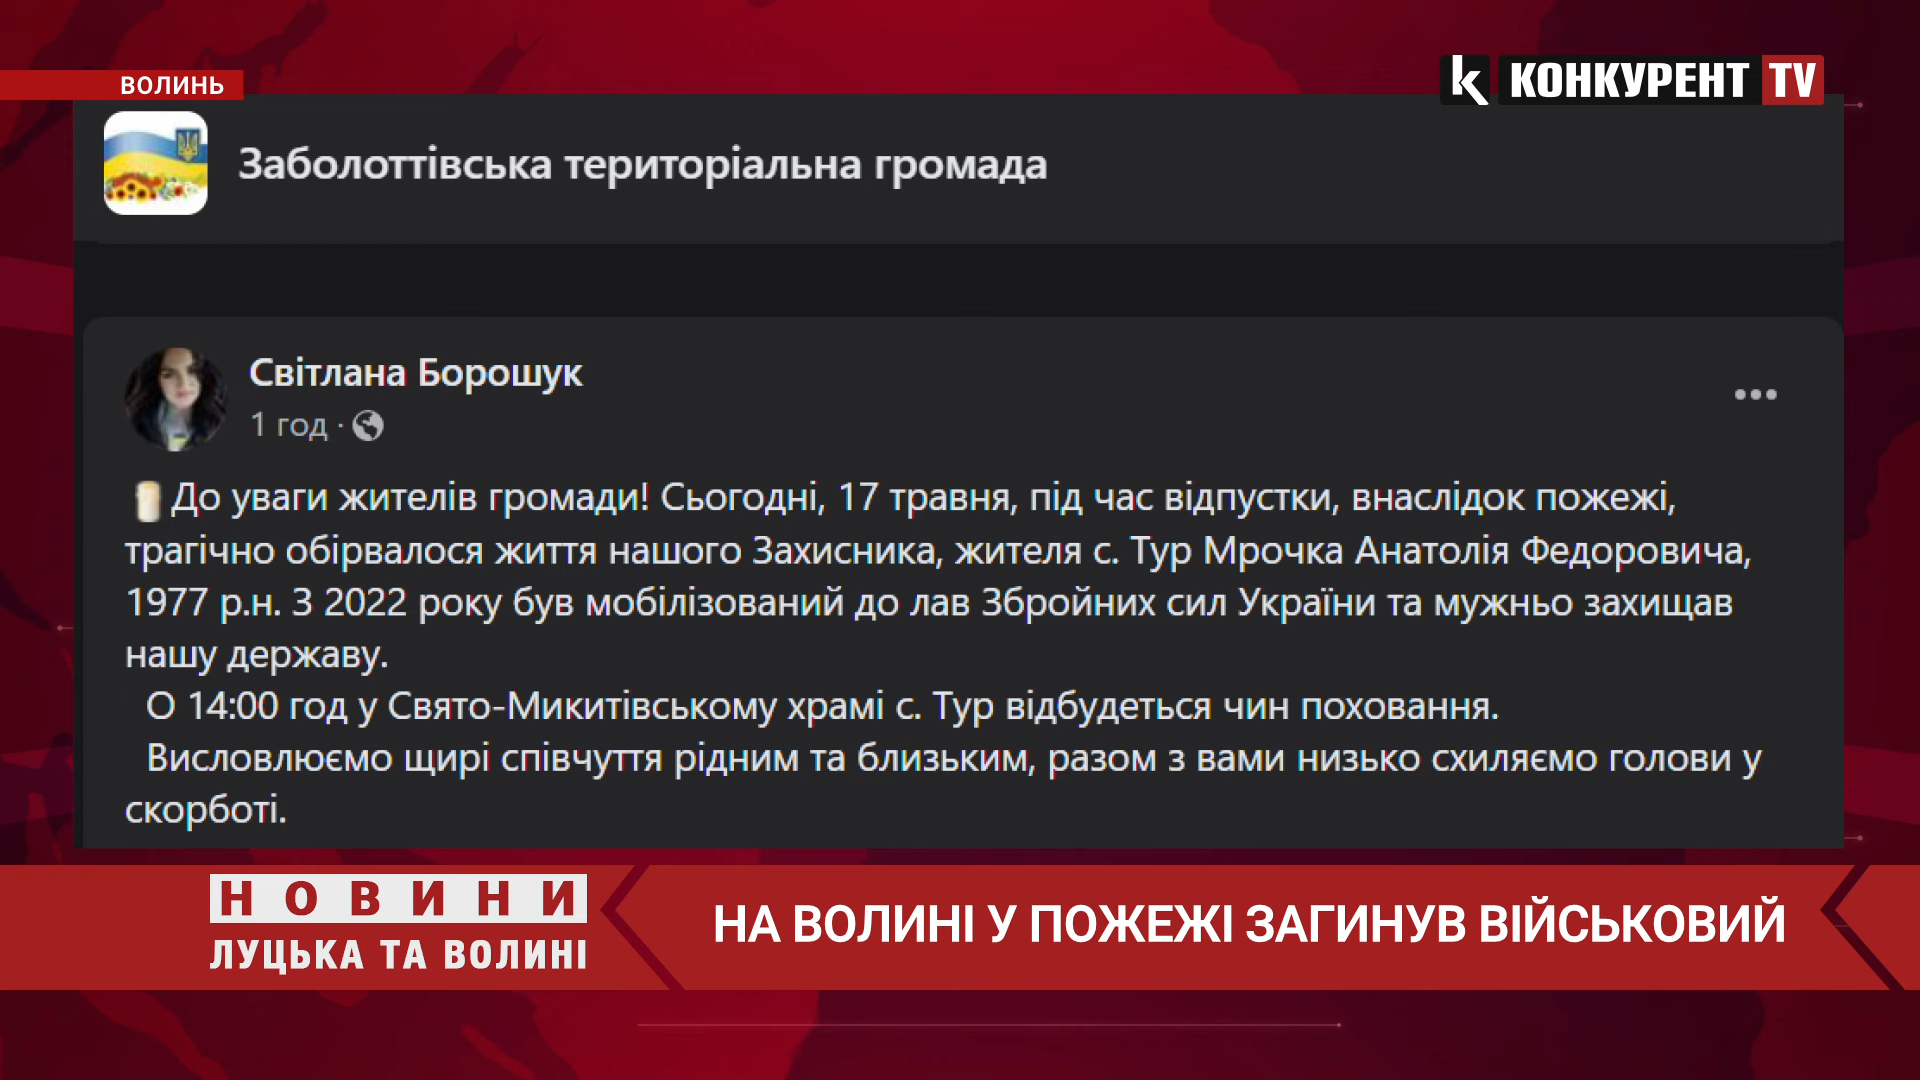 ВОЛИНЬ
КОНКУРЕНТ TV
Заболоттівська територіальна громада
Світлана Борошук
1 год ·
До уваги жителів громади! Сьогодні, 17 травня, під час відпустки, внаслідок пожежі,
трагічно обірвалося життя нашого Захисника, жителя с. Тур Мрочка Анатолія Федоровича,
1977 р.н. З 2022 року був мобілізований до лав Збройних сил України та мужньо захищав
нашу державу.
О 14:00 год у Свято-Микитівському храмі с. Тур відбудеться чин поховання.
Висловлюємо щирі співчуття рідним та близьким, разом з вами низько схиляємо голови у
скорботі.
НОВИНИ
ЛУЦЬКА ТА ВОЛИНІ
НА ВОЛИНІ У ПОЖЕЖІ ЗАГИНУВ ВІЙСЬКОВИЙ